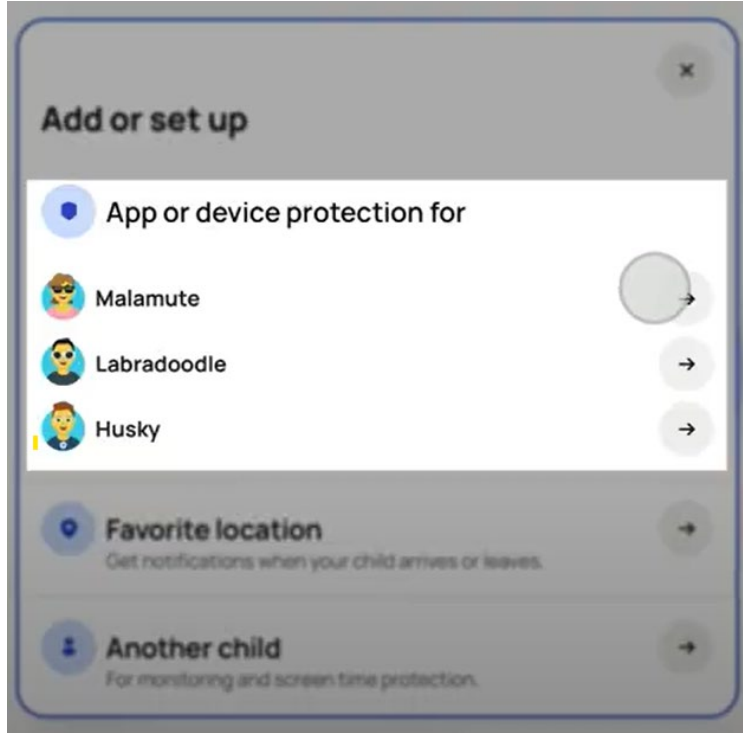 Add or set up
App or device protection for
Malamute
Labradoodle
Husky
Favorite location
Get notifications when your child arrives or leaves.
Another child
For monitoring and screen time protection.